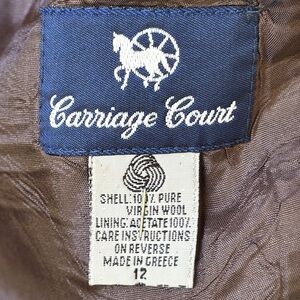 Carriage Court
SHELL: 100% PURE
VIRGIN WOOL
LINING: ACETATE 100%
CARE INSTRUCTIONS
ON REVERSE
MADE IN GREECE
12